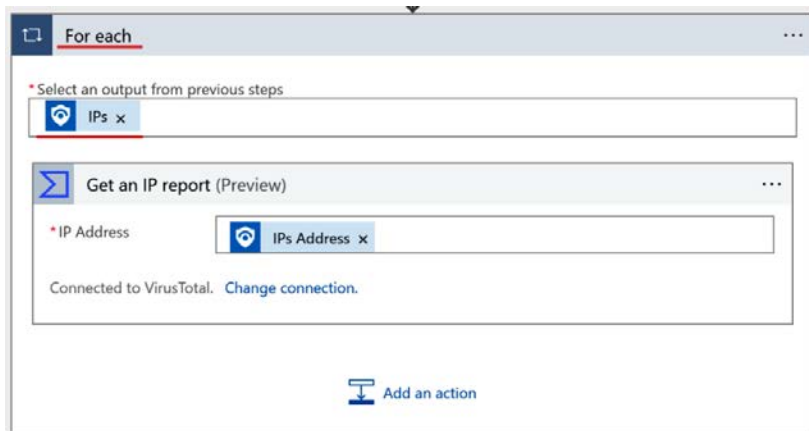 For each
...
* Select an output from previous steps
IPs ×
Get an IP report (Preview)
...
* IP Address
IPs Address ×
Connected to VirusTotal. Change connection.
Add an action